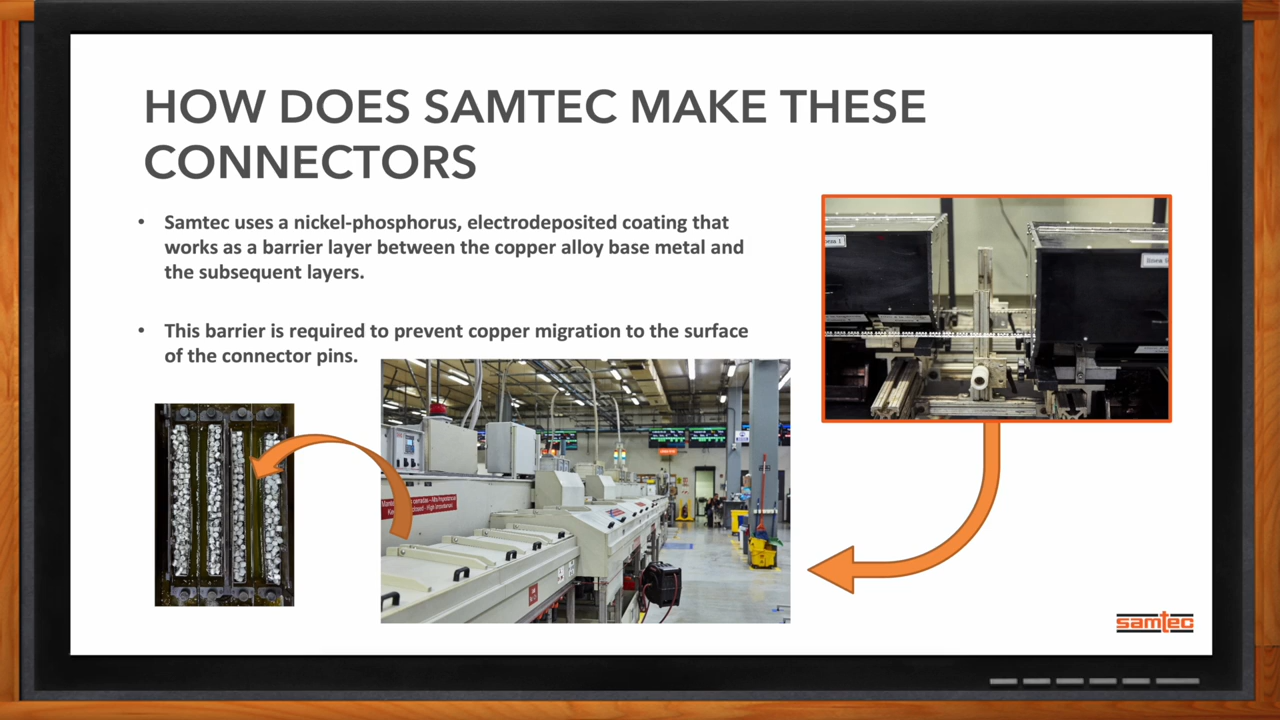 HOW DOES SAMTEC MAKE THESE
CONNECTORS
• Samtec uses a nickel-phosphorus, electrodeposited coating that
works as a barrier layer between the copper alloy base metal and
the subsequent layers.
• This barrier is required to prevent copper migration to the surface
of the connector pins.
samtec